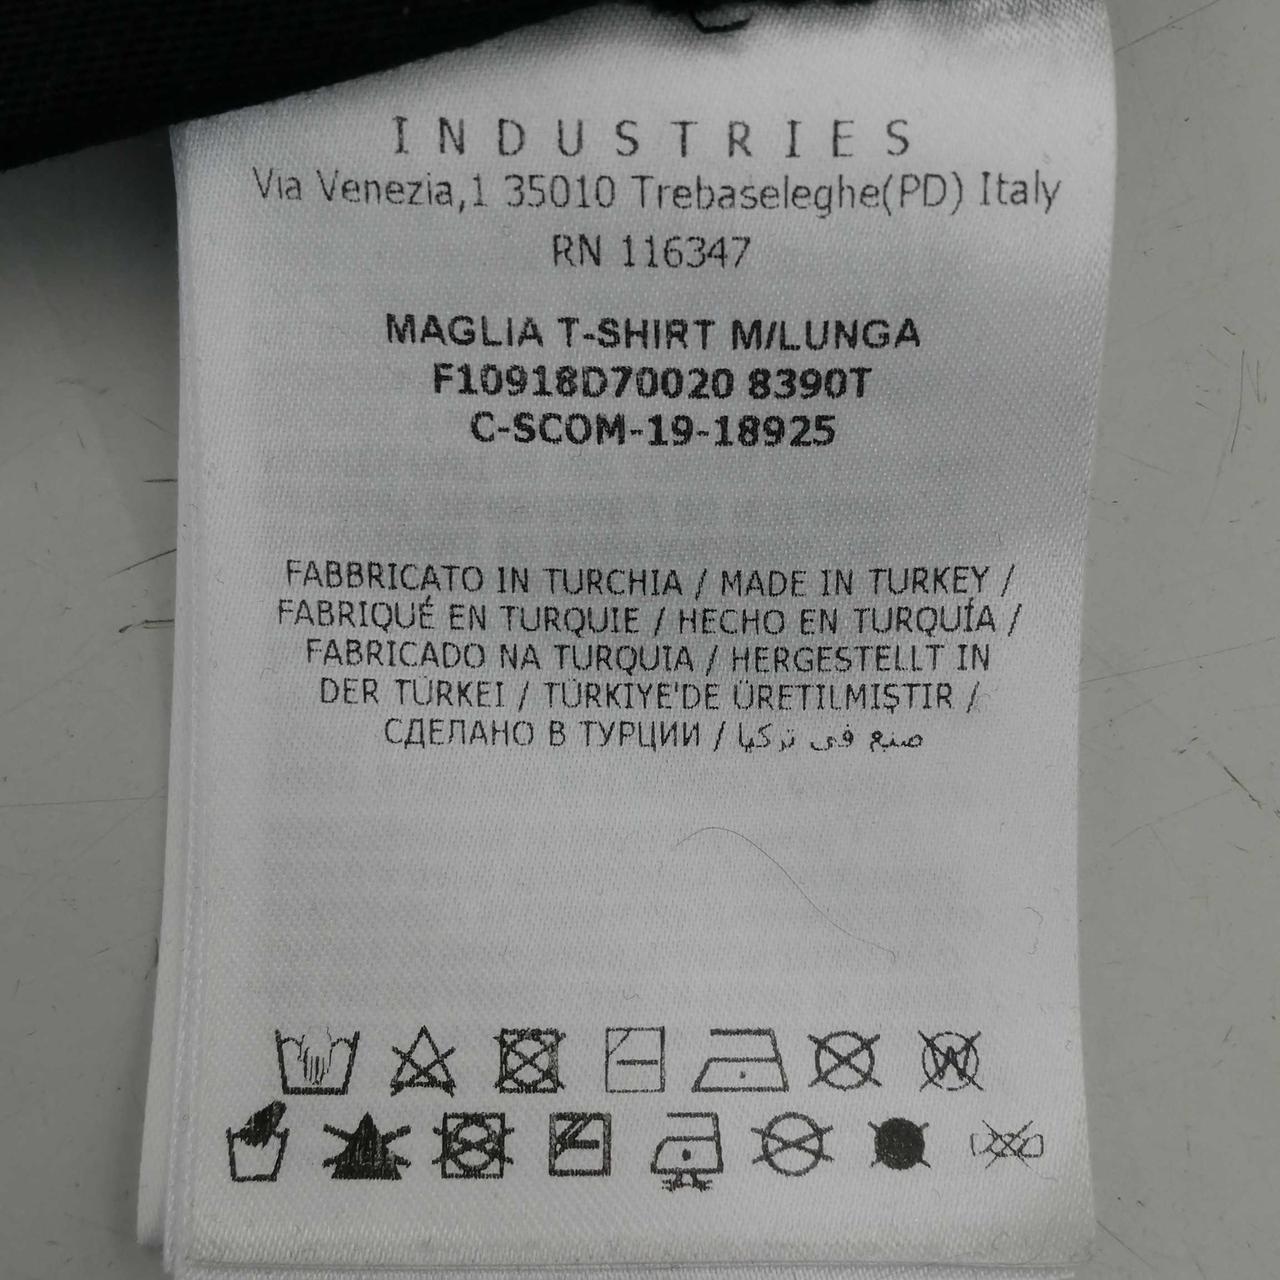 INDUSTRIES
Via Venezia,1 35010 Trebaseleghe(PD) Italy
RN 116347
MAGLIA T-SHIRT M/LUNGA
F10918D70020 8390T
C-SCOM-19-18925
FABBRICATO IN TURCHIA / MADE IN TURKEY /
FABRIQUÉ EN TURQUIE / HECHO EN TURQUÍA /
FABRICADO NA TURQUIA / HERGESTELLT IN
DER TÜRKEI / TÜRKIYE'DE ÜRETILMIŞTIR /
СДЕЛАНО В ТУРЦИИ / صنع في تركيا
W